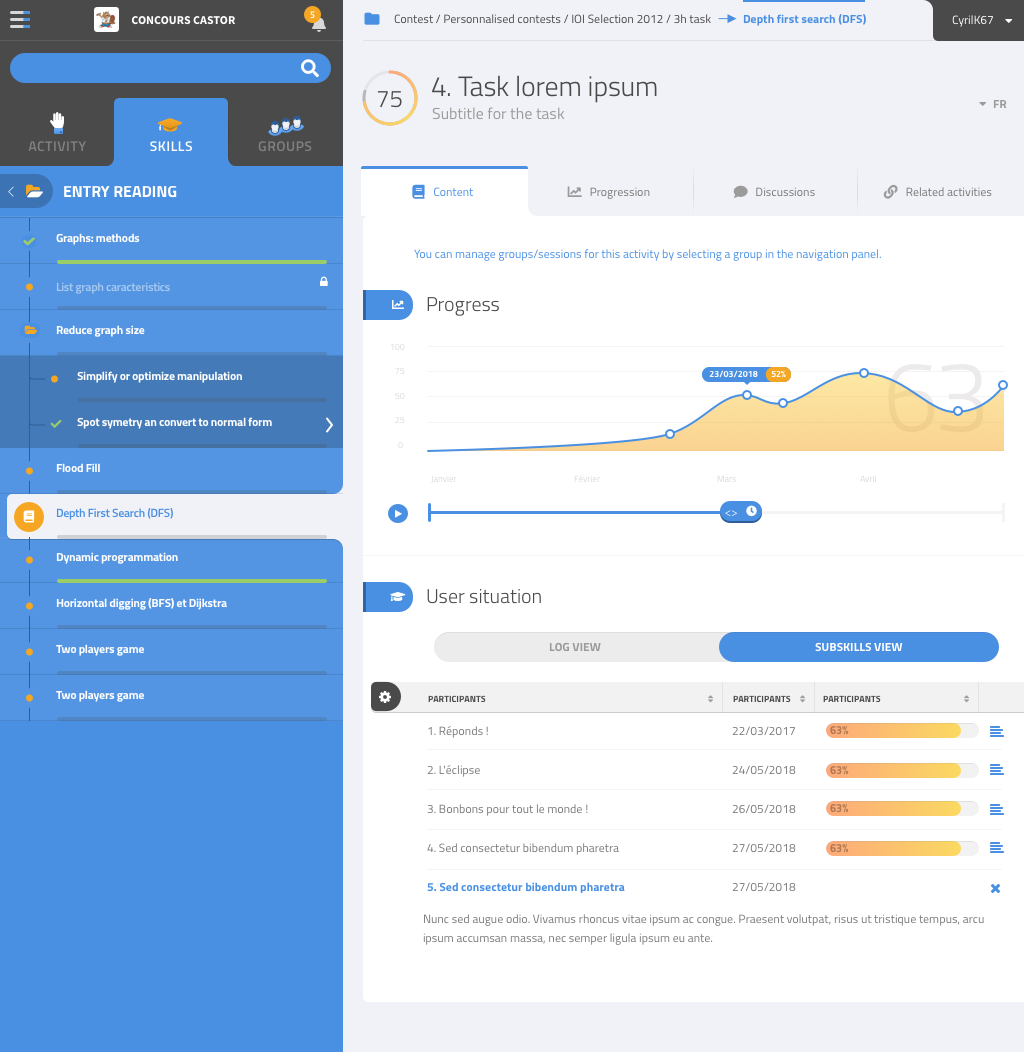 CONCOURS CASTOR
5
ACTIVITY
SKILLS
GROUPS
ENTRY READING
Graphs: methods
List graph caracteristics
Reduce graph size
Simplify or optimize manipulation
Spot symetry an convert to normal form
Flood Fill
Depth First Search (DFS)
Dynamic programmation
Horizontal digging (BFS) et Dijkstra
Two players game
Two players game
Contest / Personnalised contests / IOI Selection 2012 / 3h task
Depth first search (DFS)
CyrilK67
75
4. Task lorem ipsum
Subtitle for the task
FR
Content
Progression
Discussions
Related activities
You can manage groups/sessions for this activity by selecting a group in the navigation panel.
Progress
100
75
50
25
0
23/03/2018 52%
63
Janvier
Février
Mars
Avril
<>
User situation
LOG VIEW
SUBSKILLS VIEW
PARTICIPANTS
PARTICIPANTS
PARTICIPANTS
1. Réponds ! 22/03/2017 63%
2. L'éclipse 24/05/2018 63%
3. Bonbons pour tout le monde ! 26/05/2018 63%
4. Sed consectetur bibendum pharetra 27/05/2018 63%
5. Sed consectetur bibendum pharetra 27/05/2018
Nunc sed augue odio. Vivamus rhoncus vitae ipsum ac congue. Praesent volutpat, risus ut tristique tempus, arcu
ipsum accumsan massa, nec semper ligula ipsum eu ante.